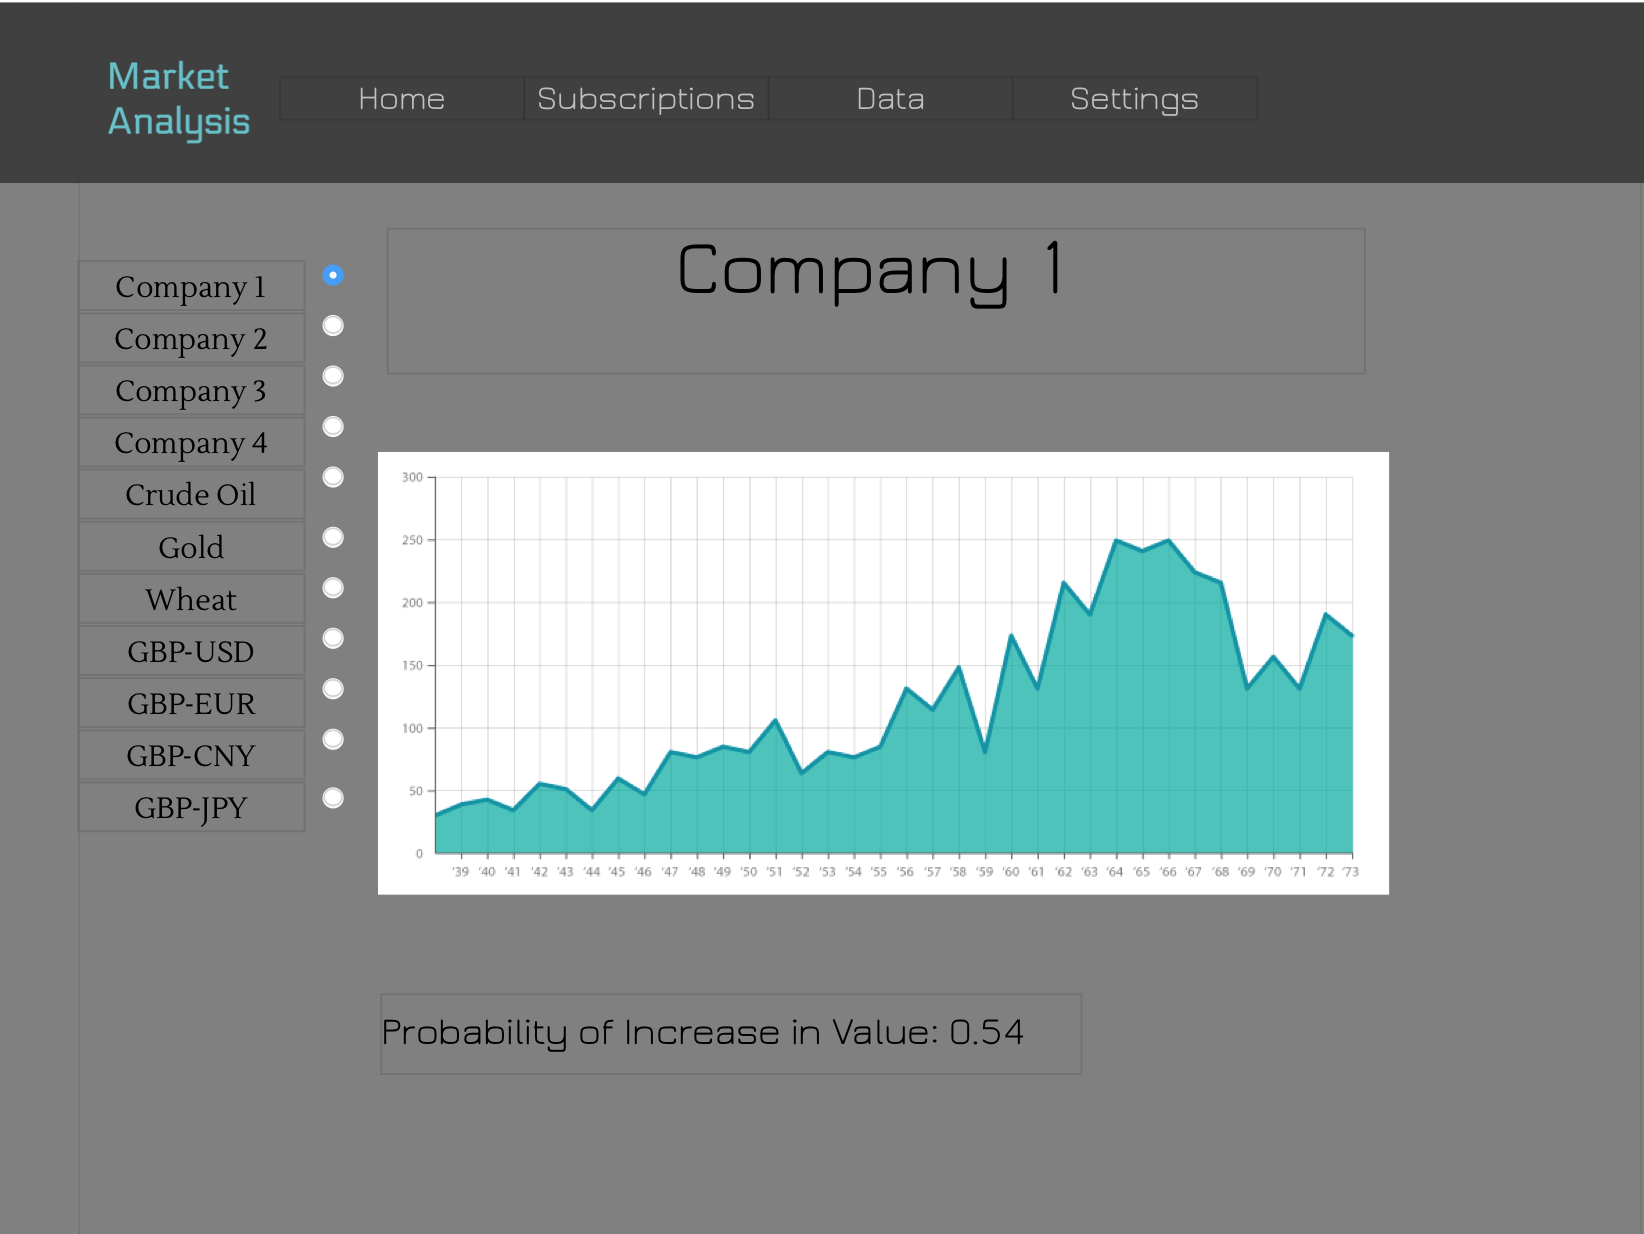 Market
Analysis
Home Subscriptions Data Settings
Company 1
Company 1
Company 2
Company 3
Company 4
Crude Oil
Gold
Wheat
GBP-USD
GBP-EUR
GBP-CNY
GBP-JPY
300
250
200
150
100
50
0
'39 '40 '41 '42 '43 '44 '45 '46 '47 '48 '49 '50 '51 '52 '53 '54 '55 '56 '57 '58 '59 '60 '61 '62 '63 '64 '65 '66 '67 '68 '69 '70 '71 '72 '73
Probability of Increase in Value: 0.54